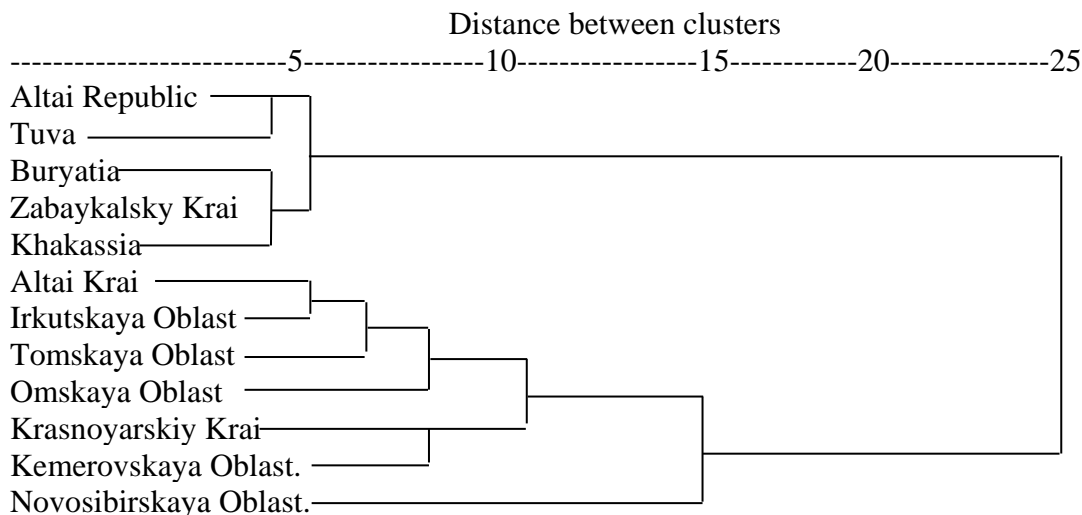 Distance between clusters
---------------------------5-----------------10-----------------15------------20---------------25
Altai Republic
Tuva
Buryatia
Zabaykalsky Krai
Khakassia
Altai Krai
Irkutskaya Oblast
Tomskaya Oblast
Omskaya Oblast
Krasnoyarskiy Krai
Kemerovskaya Oblast.
Novosibirskaya Oblast.